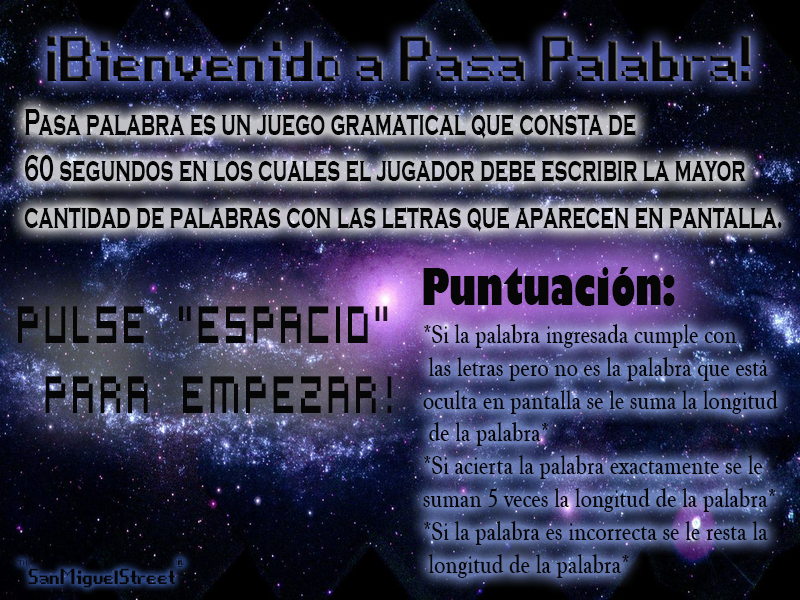 ¡Bienvenido a Pasa Palabra!
Pasa palabra es un juego gramatical que consta de
60 segundos en los cuales el jugador debe escribir la mayor
cantidad de palabras con las letras que aparecen en pantalla.
PULSE "ESPACIO"
PARA EMPEZAR!
Puntuación:
*Si la palabra ingresada cumple con
las letras pero no es la palabra que está
oculta en pantalla se le suma la longitud
de la palabra*
*Si acierta la palabra exactamente se le
suman 5 veces la longitud de la palabra*
*Si la palabra es incorrecta se le resta la
longitud de la palabra*
SanMiguelStreet